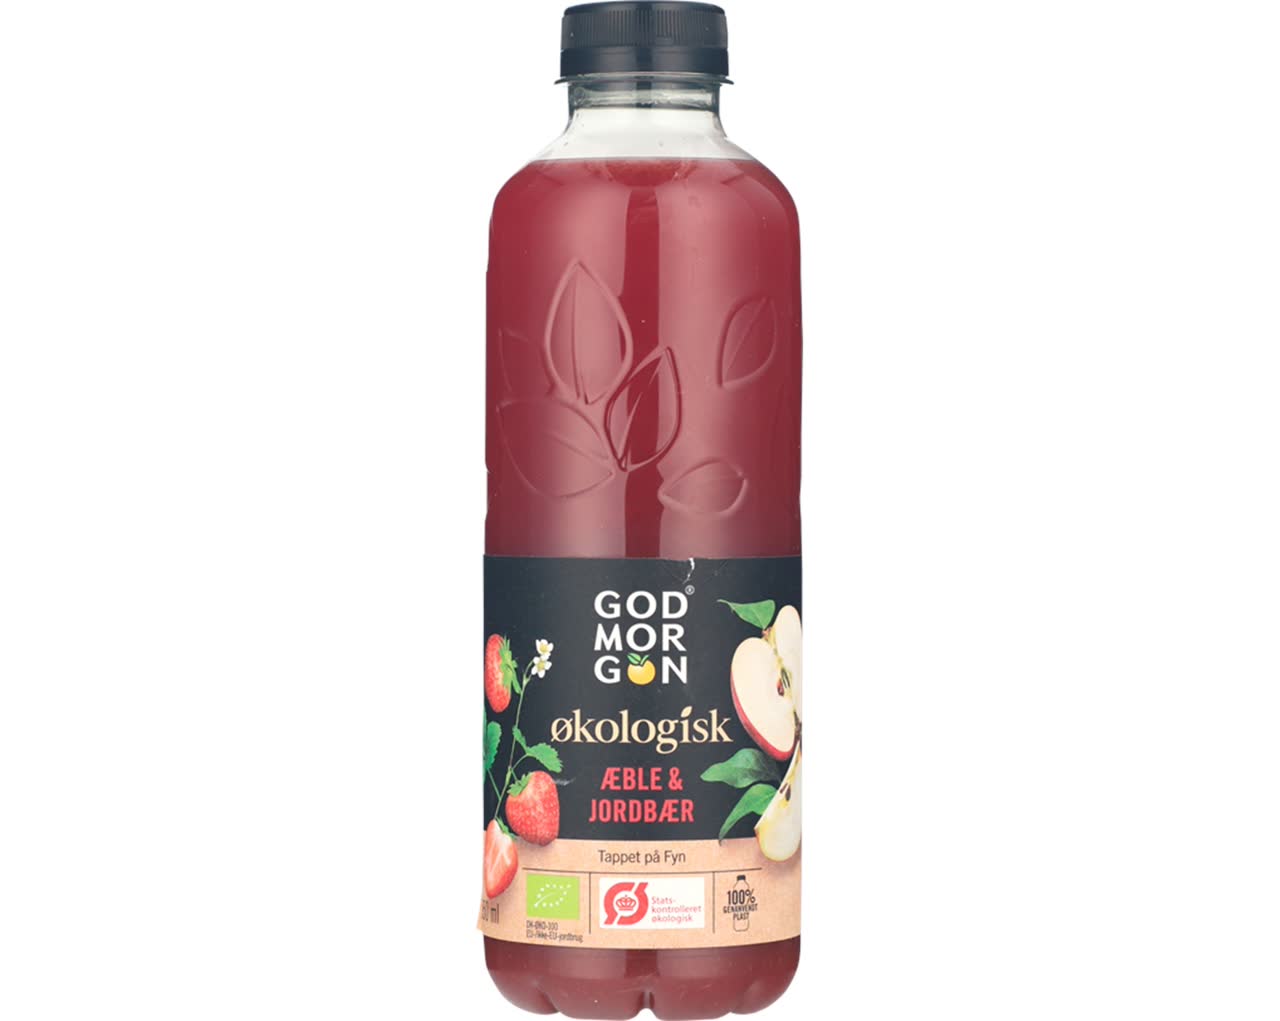 GOD®
MOR
GON
økologisk
ÆBLE &
JORDBÆR
Tappet på Fyn
Stats-
kontrolleret
økologisk
100%
GENANVENDT
PLAST
DK-ØKO-100
EU-/ikke-EU-jordbrug
ml